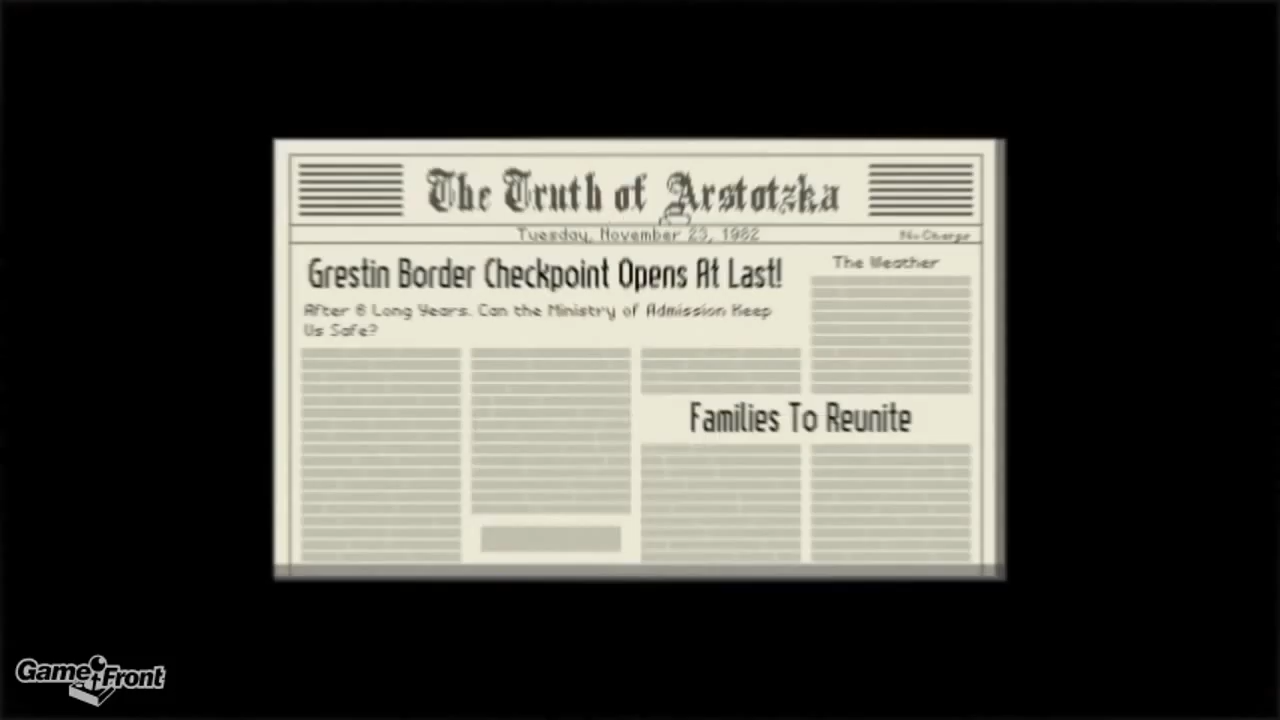 The Truth of Arstotzka
Tuesday, November 23, 1982
No Charge
Grestin Border Checkpoint Opens At Last!
After 6 Long Years. Can the Ministry of Admission Keep
Us Safe?
The Weather
Families To Reunite
GameFront